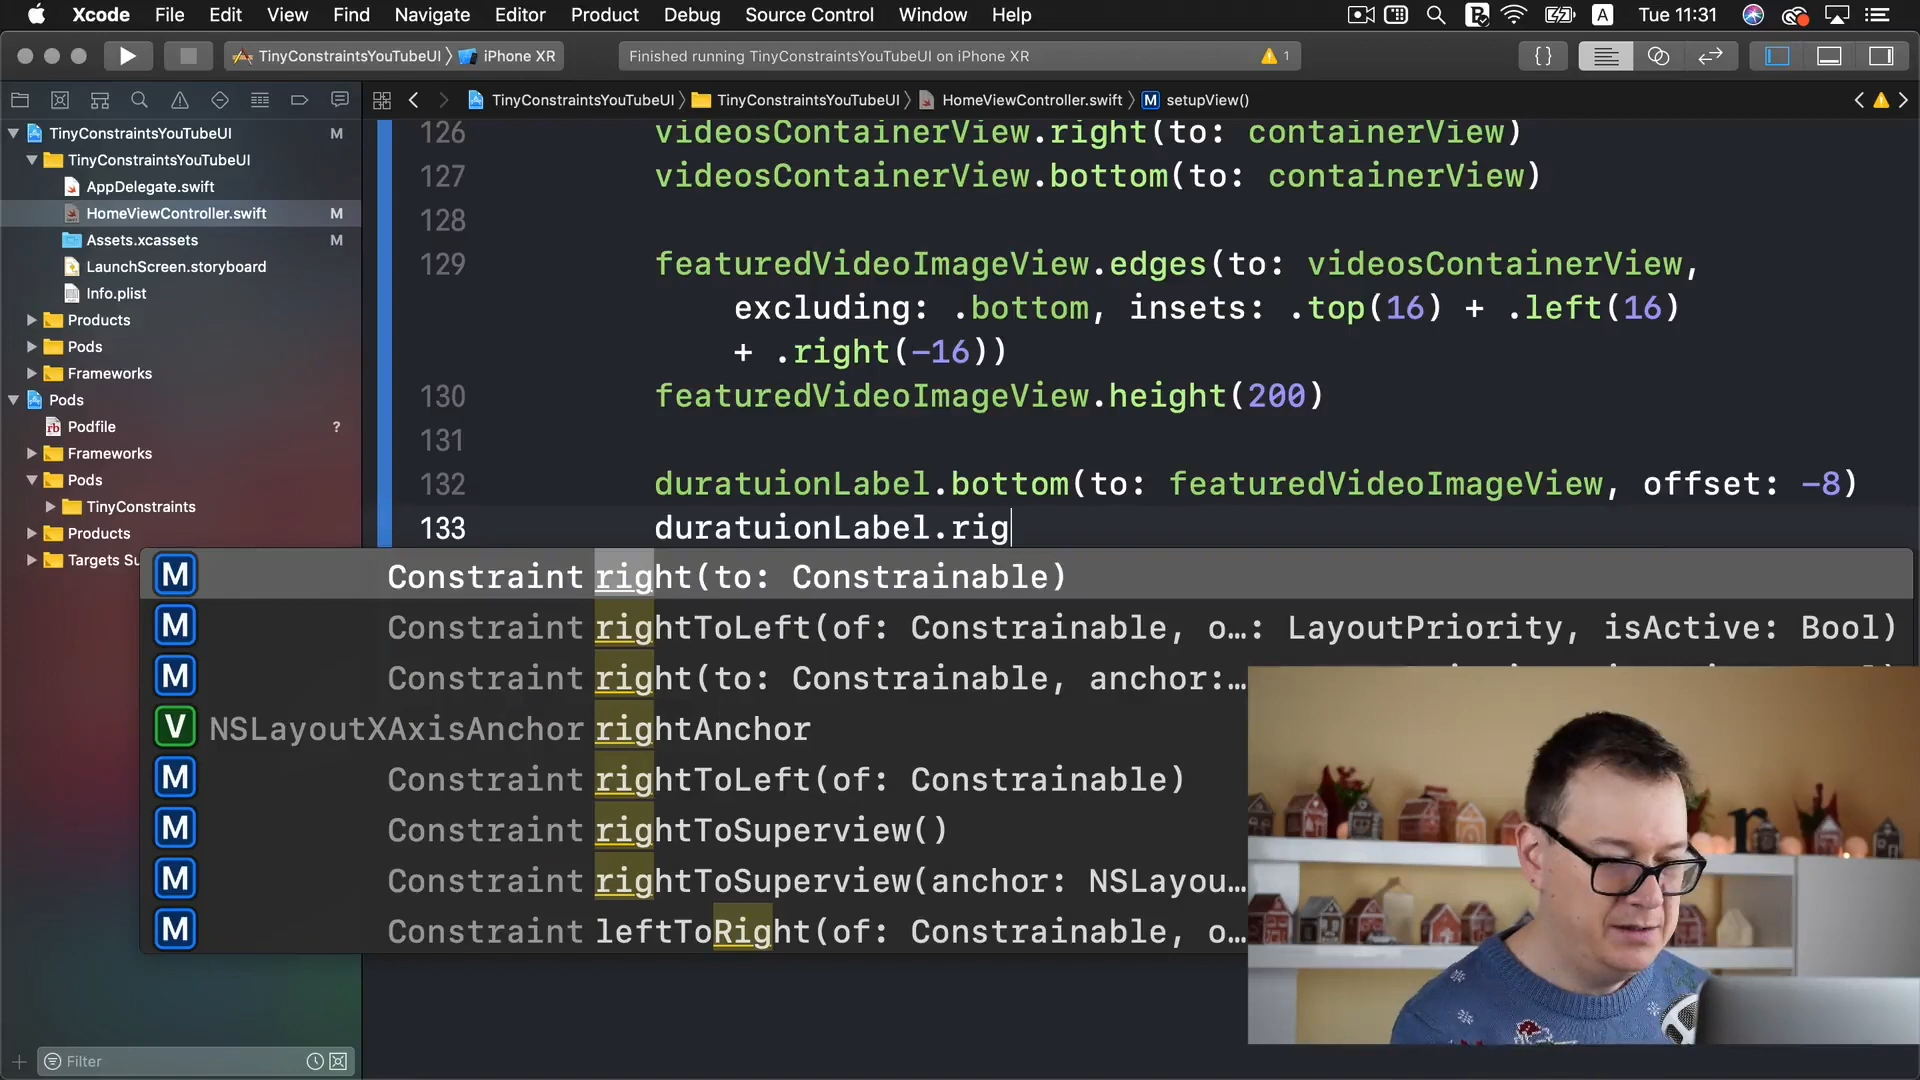 Xcode File Edit View Find Navigate Editor Product Debug Source Control Window Help A Tue 11:31
TinyConstraintsYouTubeUI iPhone XR Finished running TinyConstraintsYouTubeUI on iPhone XR 1 {}
TinyConstraintsYouTubeUI TinyConstraintsYouTubeUI HomeViewController.swift M setupView()
TinyConstraintsYouTubeUI M
TinyConstraintsYouTubeUI
AppDelegate.swift
HomeViewController.swift M
Assets.xcassets M
LaunchScreen.storyboard
Info.plist
Products
Pods
Frameworks
Pods
rb Podfile ?
Frameworks
Pods
TinyConstraints
Products
Targets Su
Filter
126 videosContainerView.right(to: containerView)
127 videosContainerView.bottom(to: containerView)
128
129 featuredVideoImageView.edges(to: videosContainerView,
excluding: .bottom, insets: .top(16) + .left(16)
+ .right(-16))
130 featuredVideoImageView.height(200)
131
132 duratuionLabel.bottom(to: featuredVideoImageView, offset: -8)
133 duratuionLabel.rig
M Constraint right(to: Constrainable)
M Constraint rightToLeft(of: Constrainable, o…: LayoutPriority, isActive: Bool)
M Constraint right(to: Constrainable, anchor:…
V NSLayoutXAxisAnchor rightAnchor
M Constraint rightToLeft(of: Constrainable)
M Constraint rightToSuperview()
M Constraint rightToSuperview(anchor: NSLayou…
M Constraint leftToRight(of: Constrainable, o…